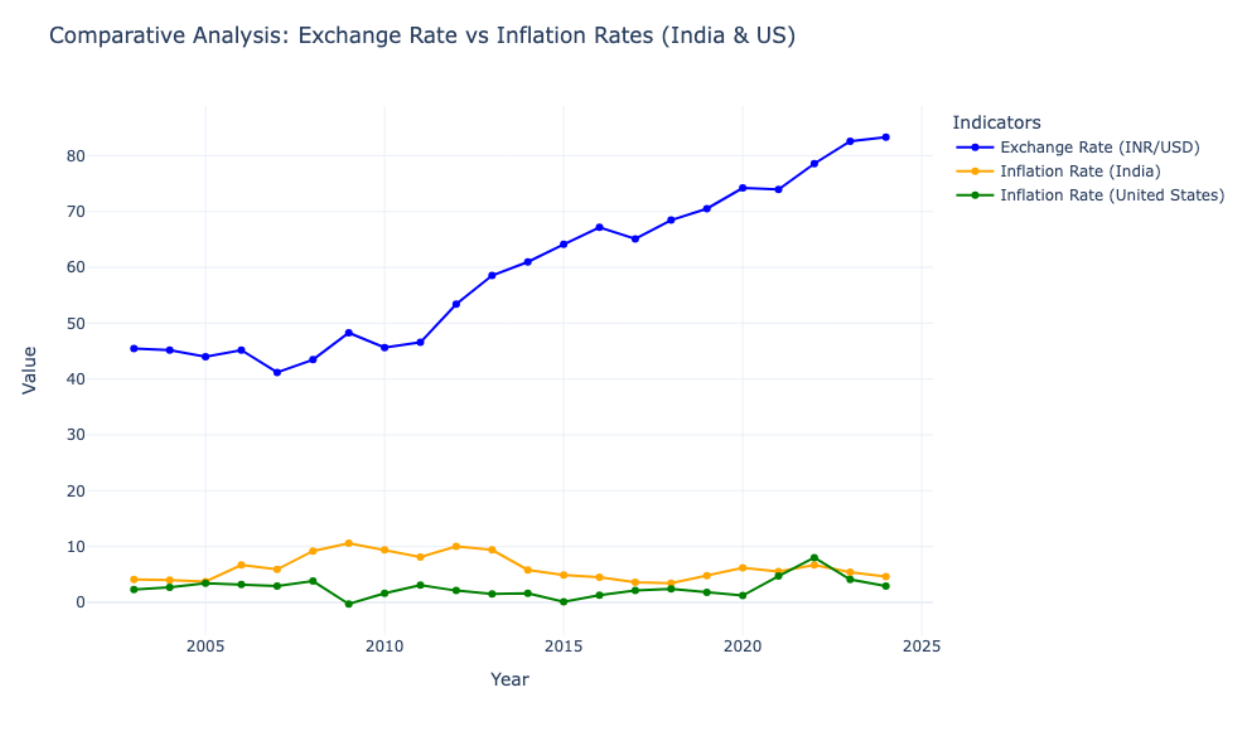 Comparative Analysis: Exchange Rate vs Inflation Rates (India & US)
Indicators
Exchange Rate (INR/USD)
Inflation Rate (India)
Inflation Rate (United States)
Value
80
70
60
50
40
30
20
10
0
2005 2010 2015 2020 2025
Year